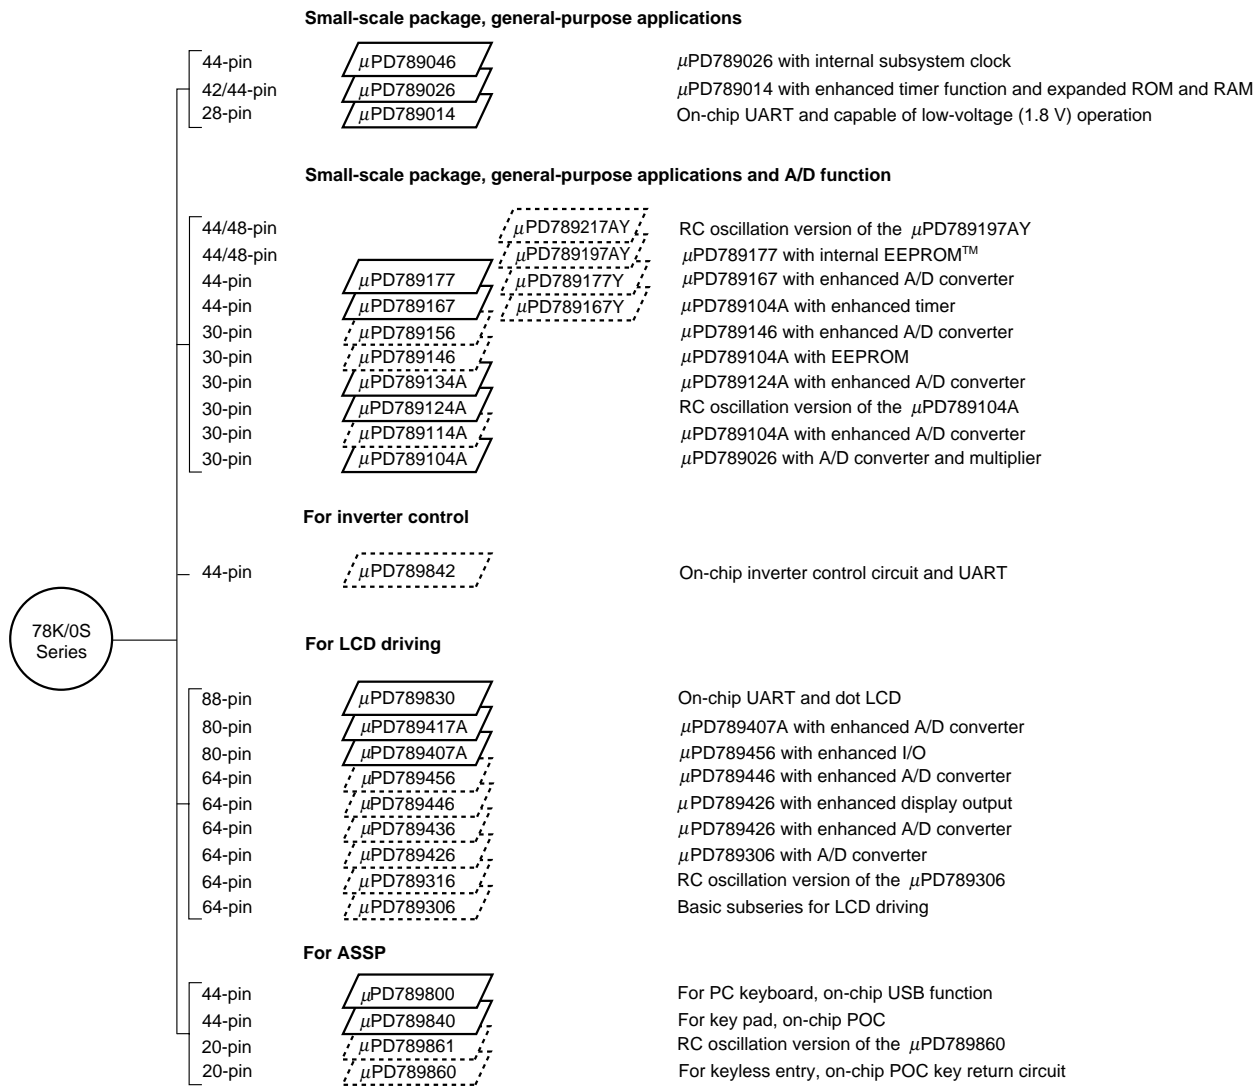 Small-scale package, general-purpose applications
44-pin μPD789046 μPD789026 with internal subsystem clock
42/44-pin μPD789026 μPD789014 with enhanced timer function and expanded ROM and RAM
28-pin μPD789014 On-chip UART and capable of low-voltage (1.8 V) operation
Small-scale package, general-purpose applications and A/D function
44/48-pin μPD789217AY RC oscillation version of the μPD789197AY
44/48-pin μPD789197AY μPD789177 with internal EEPROM™
44-pin μPD789177 μPD789177Y μPD789167 with enhanced A/D converter
44-pin μPD789167 μPD789167Y μPD789104A with enhanced timer
30-pin μPD789156 μPD789146 with enhanced A/D converter
30-pin μPD789146 μPD789104A with EEPROM
30-pin μPD789134A μPD789124A with enhanced A/D converter
30-pin μPD789124A RC oscillation version of the μPD789104A
30-pin μPD789114A μPD789104A with enhanced A/D converter
30-pin μPD789104A μPD789026 with A/D converter and multiplier
For inverter control
44-pin μPD789842 On-chip inverter control circuit and UART
78K/0S
Series
For LCD driving
88-pin μPD789830 On-chip UART and dot LCD
80-pin μPD789417A μPD789407A with enhanced A/D converter
80-pin μPD789407A μPD789456 with enhanced I/O
64-pin μPD789456 μPD789446 with enhanced A/D converter
64-pin μPD789446 μPD789426 with enhanced display output
64-pin μPD789436 μPD789426 with enhanced A/D converter
64-pin μPD789426 μPD789306 with A/D converter
64-pin μPD789316 RC oscillation version of the μPD789306
64-pin μPD789306 Basic subseries for LCD driving
For ASSP
44-pin μPD789800 For PC keyboard, on-chip USB function
44-pin μPD789840 For key pad, on-chip POC
20-pin μPD789861 RC oscillation version of the μPD789860
20-pin μPD789860 For keyless entry, on-chip POC key return circuit